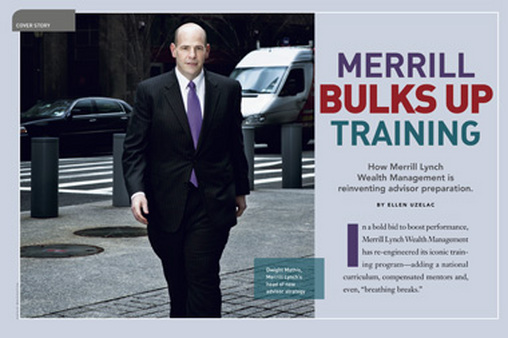 COVER STORY
MERRILL
BULKS UP
TRAINING
How Merrill Lynch
Wealth Management is
reinventing advisor preparation.
BY ELLEN UZELAC
In a bold bid to boost performance,
Merrill Lynch Wealth Management
has re-engineered its iconic train-
ing program—adding a national
curriculum, compensated mentors and,
even, “breathing breaks.”
Dwight Mathis,
Merrill Lynch's
head of new
advisor strategy